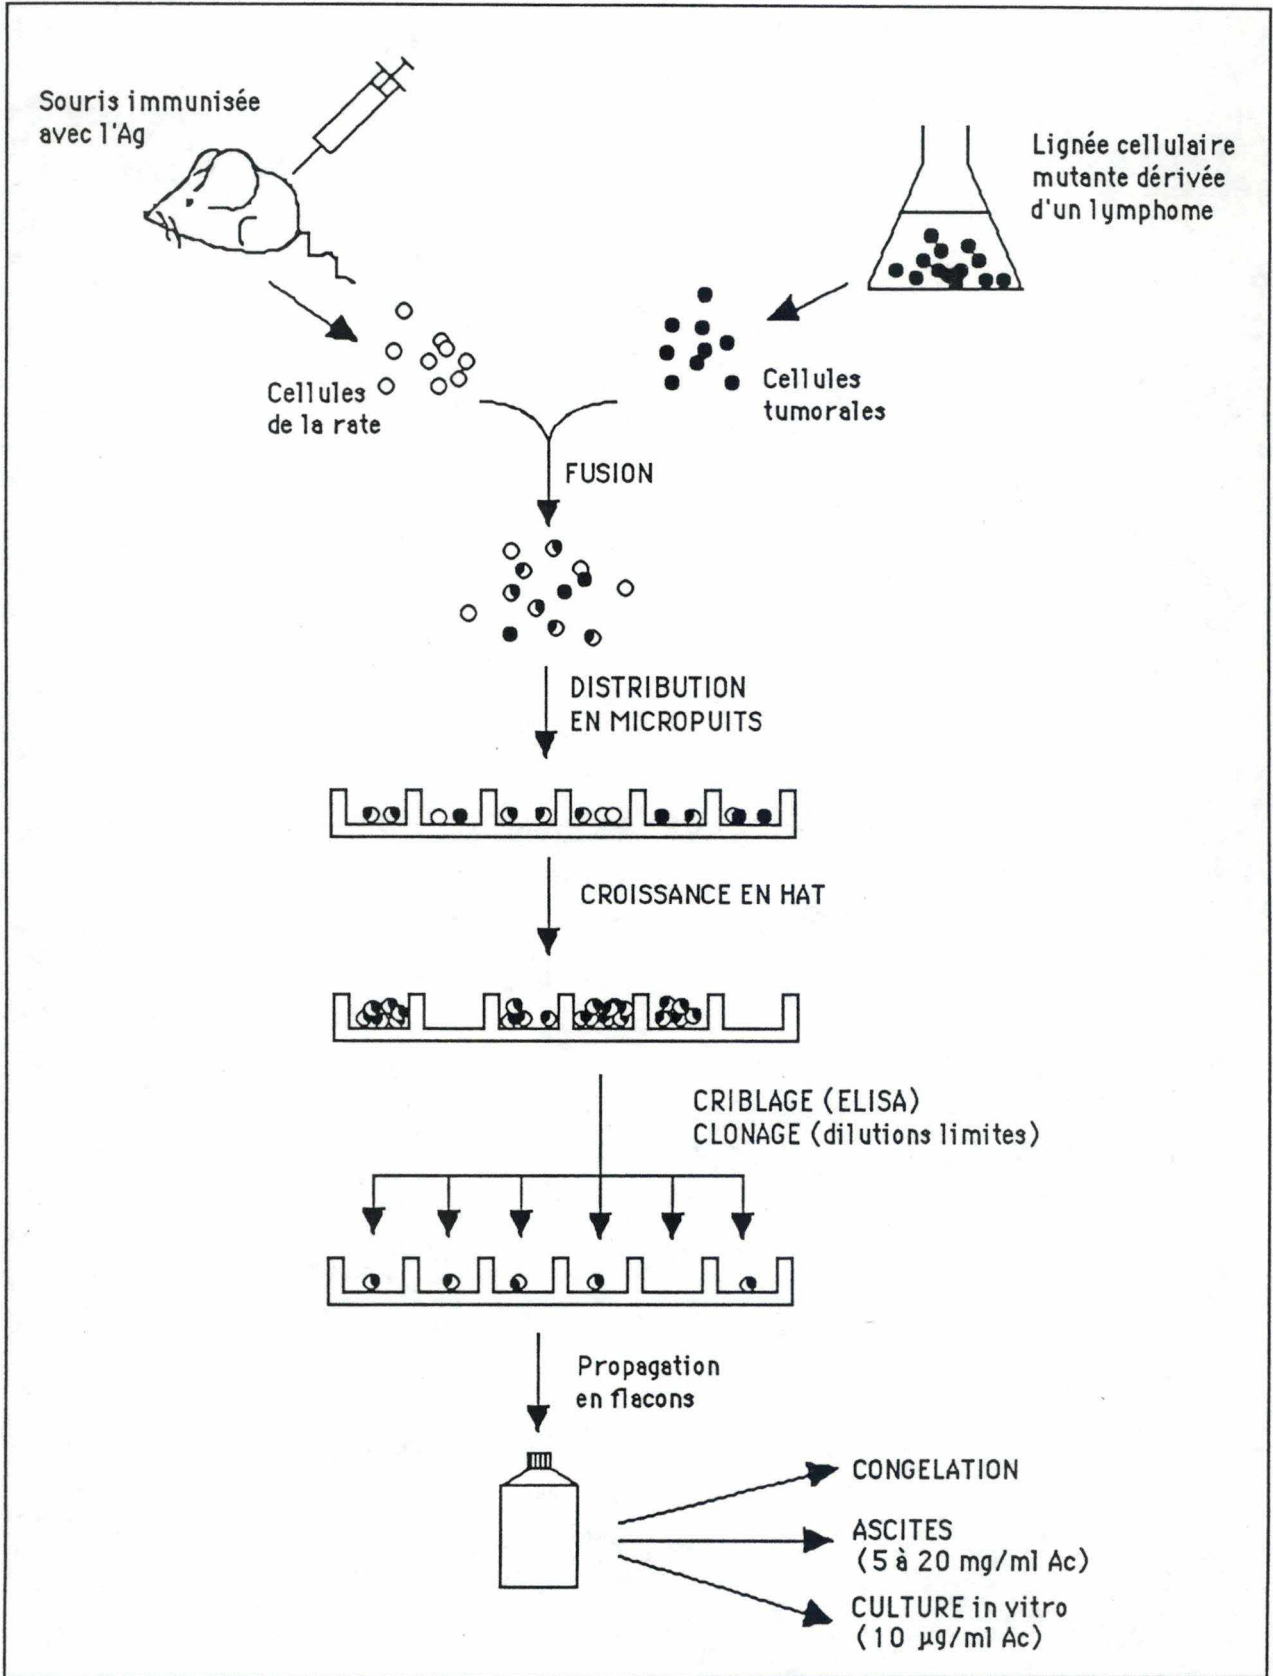 Souris immunisée
avec l'Ag
Lignée cellulaire
mutante dérivée
d'un lymphome
Cellules
de la rate
Cellules
tumorales
FUSION
DISTRIBUTION
EN MICROPUITS
CROISSANCE EN HAT
CRIBLAGE (ELISA)
CLONAGE (dilutions limites)
Propagation
en flacons
CONGELATION
ASCITES
(5 à 20 mg/ml Ac)
CULTURE in vitro
(10 µg/ml Ac)